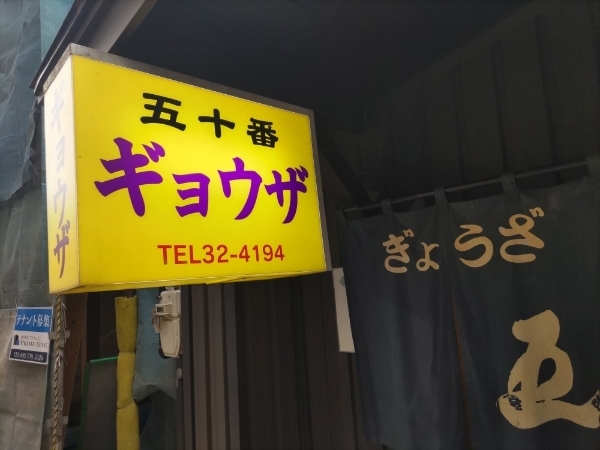 五十番
ギョウザ
TEL32-4194
ギョウザ
ぎょうざ
五
テナント募集